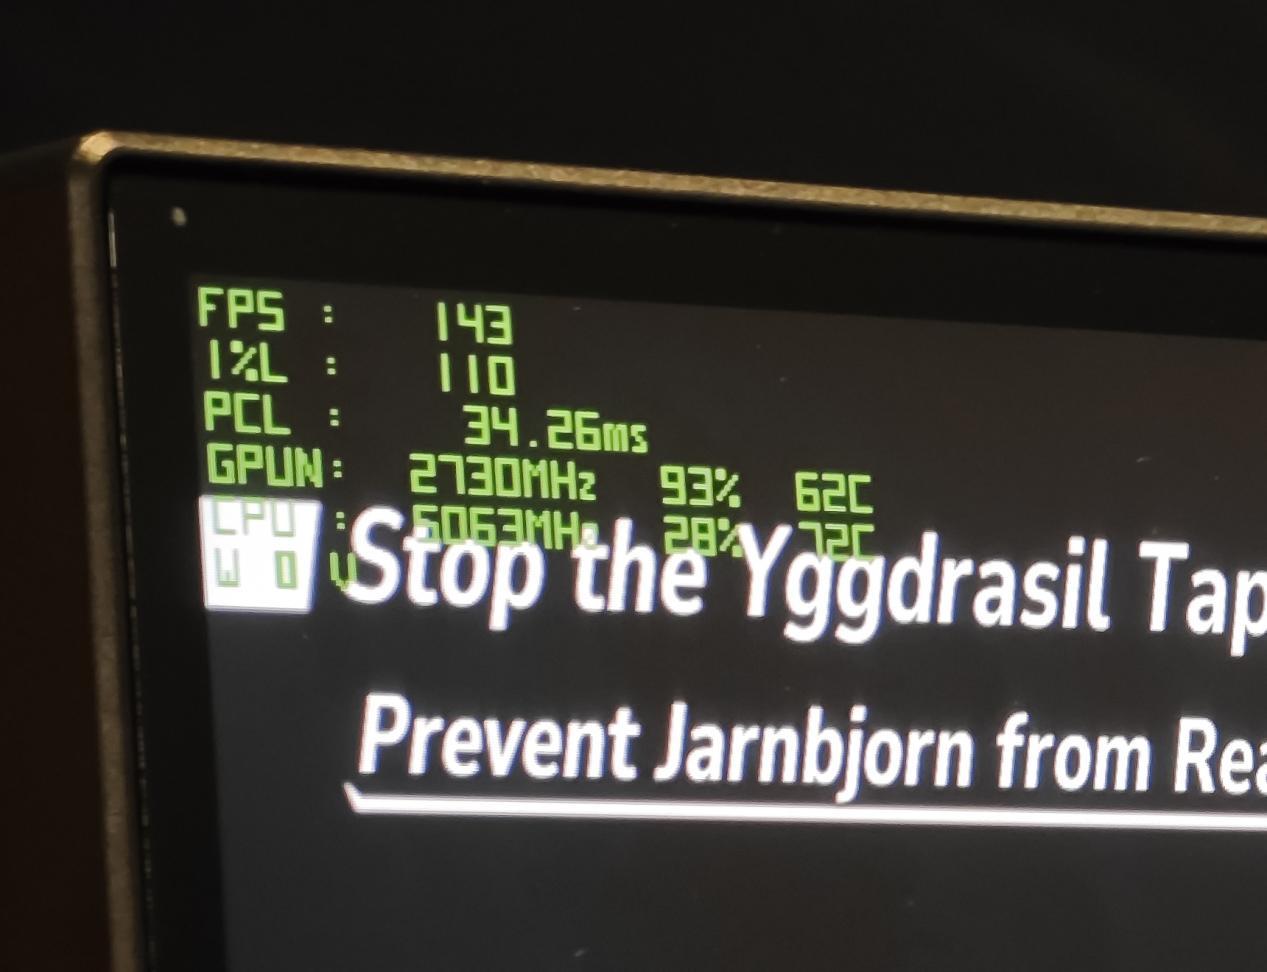 FPS : 143
1%L : 110
PCL : 34.26ms
GPUN: 2730MHz 93% 62C
CPU : 5063MHz 28% 72C
Stop the Yggdrasil Tap
Prevent Jarnbjorn from Rea